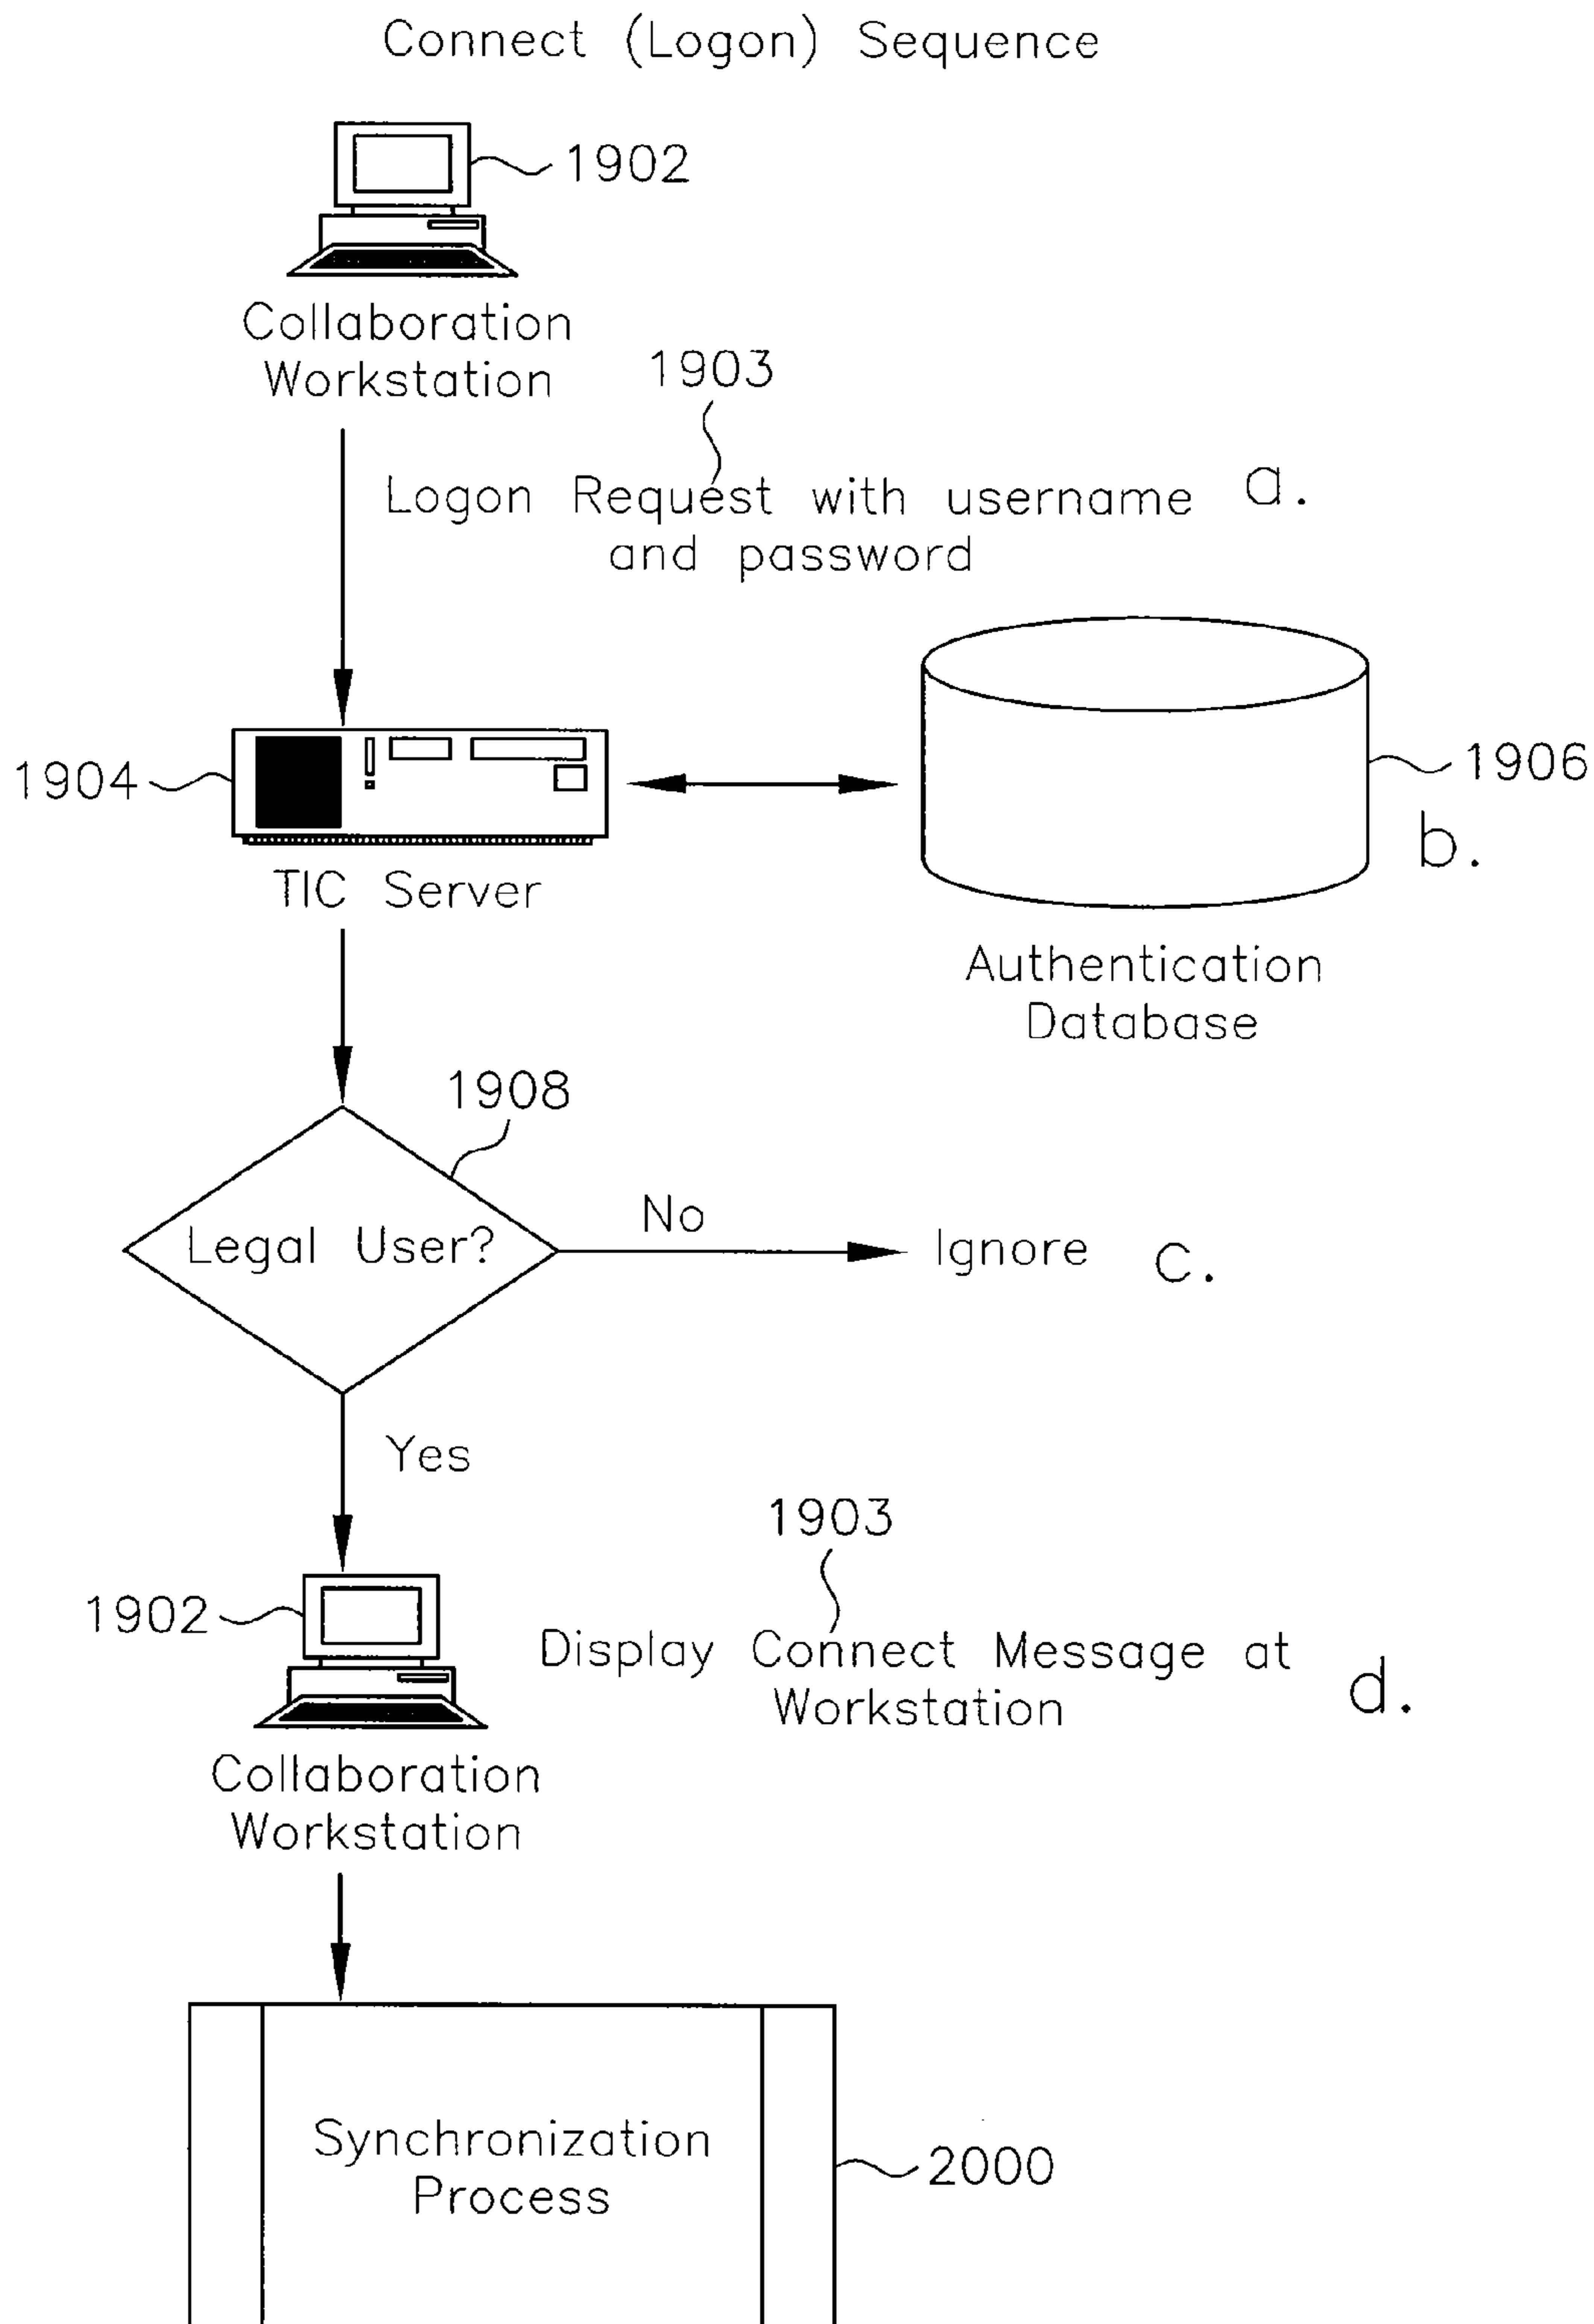 Connect (Logon) Sequence
1902
Collaboration
Workstation
1903
Logon Request with username a.
and password
1904
TIC Server
1906
b.
Authentication
Database
1908
Legal User?
No
Ignore c.
Yes
1902
1903
Display Connect Message at
Workstation
d.
Collaboration
Workstation
Synchronization
Process
2000